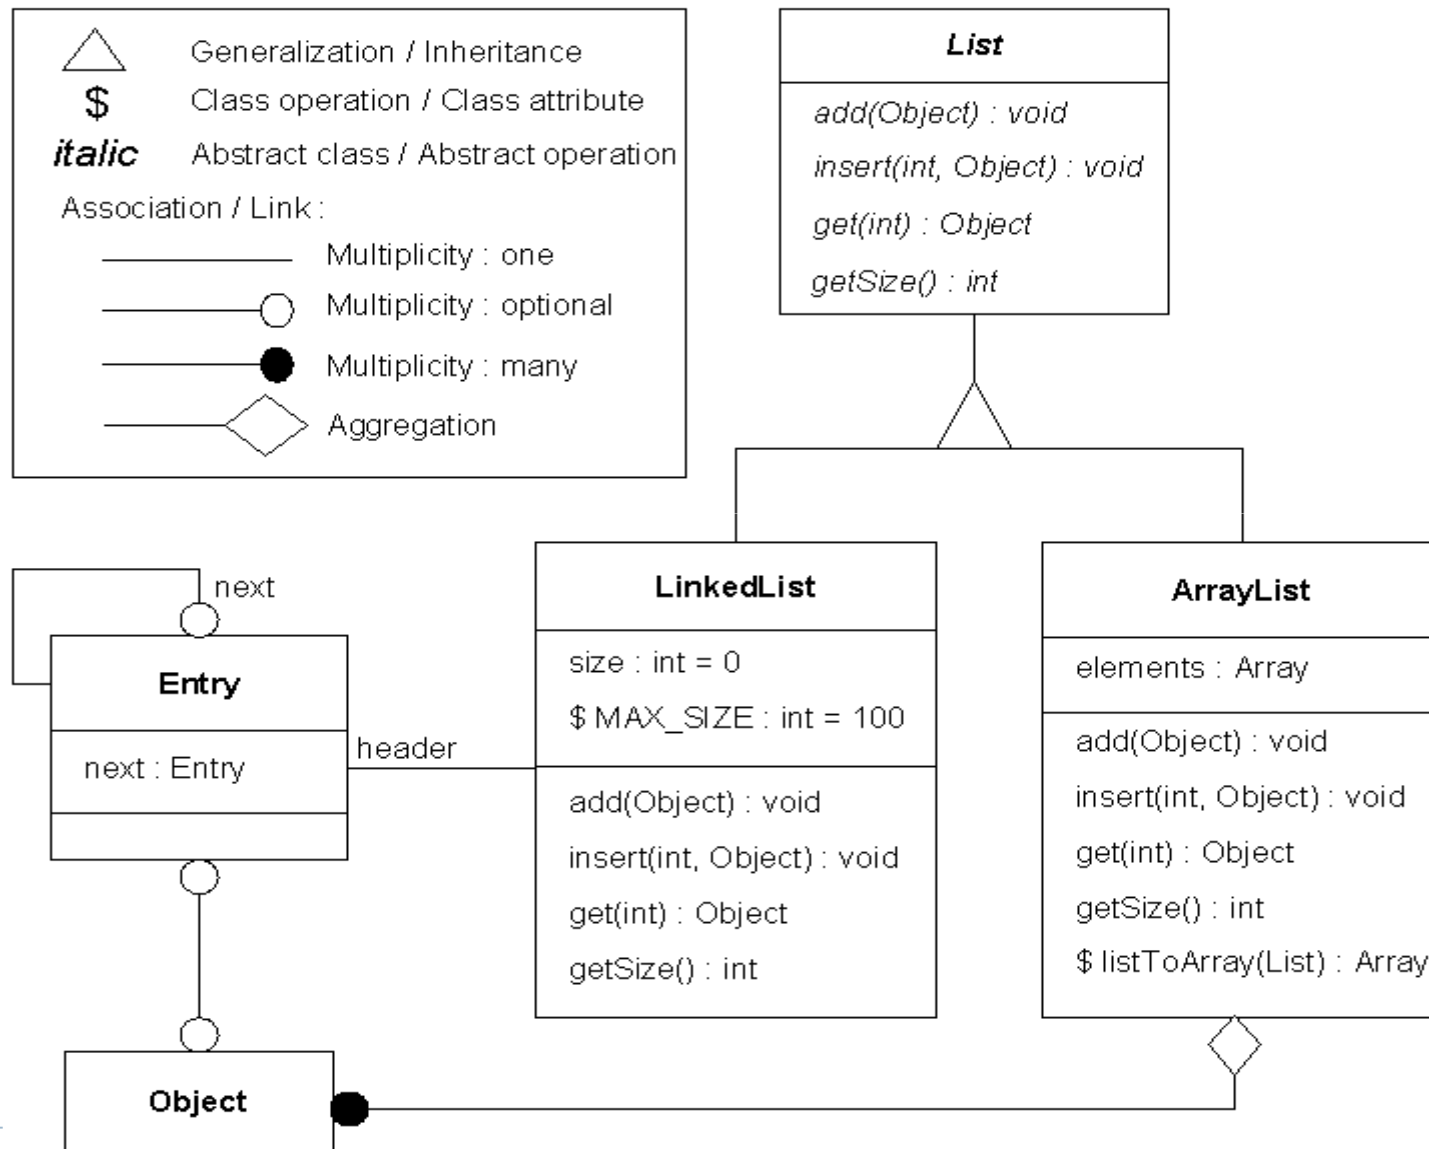 Generalization / Inheritance
$ Class operation / Class attribute
italic Abstract class / Abstract operation
Association / Link :
Multiplicity : one
Multiplicity : optional
Multiplicity : many
Aggregation
List
add(Object) : void
insert(int, Object) : void
get(int) : Object
getSize() : int
next
Entry
next : Entry
header
LinkedList
size : int = 0
$ MAX_SIZE : int = 100
add(Object) : void
insert(int, Object) : void
get(int) : Object
getSize() : int
ArrayList
elements : Array
add(Object) : void
insert(int, Object) : void
get(int) : Object
getSize() : int
$ listToArray(List) : Array
Object